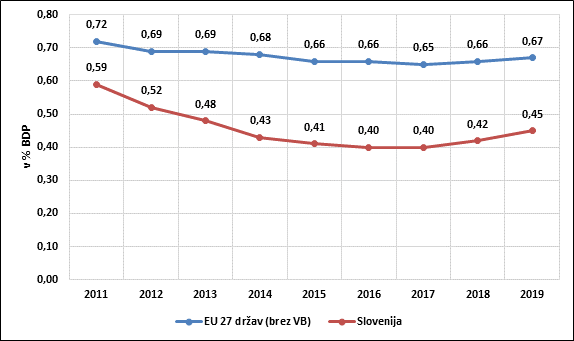 0,80
0,70
0,60
0,50
0,40
0,30
0,20
0,10
0,00
v % BDP
0,72 0,69 0,69 0,68 0,66 0,66 0,65 0,66 0,67
0,59 0,52 0,48 0,43 0,41 0,40 0,40 0,42 0,45
2011 2012 2013 2014 2015 2016 2017 2018 2019
EU 27 držav (brez VB) Slovenija